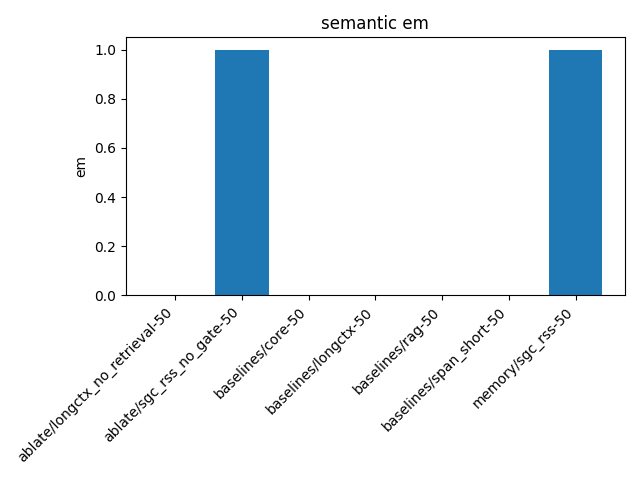 semantic em
em
1.0
0.8
0.6
0.4
0.2
0.0
ablate/longctx_no_retrieval-50
ablate/sgc_rss_no_gate-50
baselines/core-50
baselines/longctx-50
baselines/rag-50
baselines/span_short-50
memory/sgc_rss-50